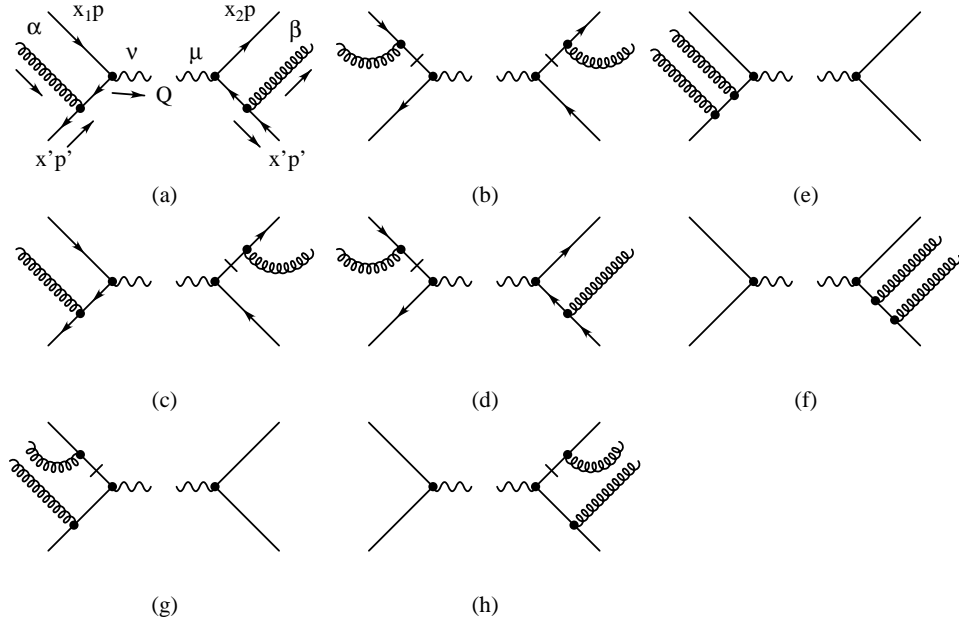 x₁p x₂p
α ν μ β
Q
x'p' x'p'
(a) (b) (e)
(c) (d) (f)
(g) (h)